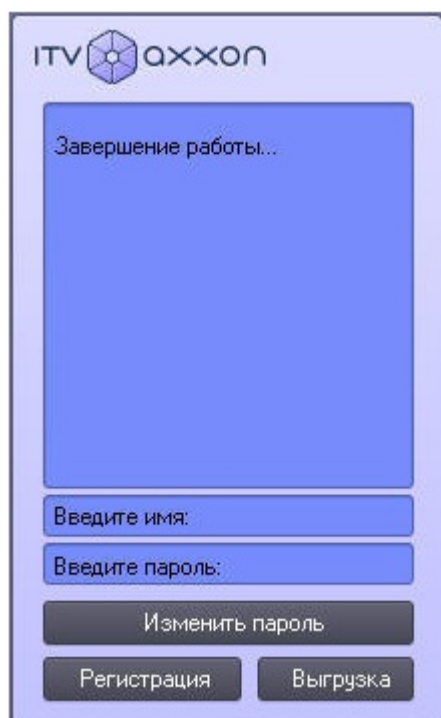 ITV axxon
Завершение работы...
Введите имя:
Введите пароль:
Изменить пароль
Регистрация Выгрузка